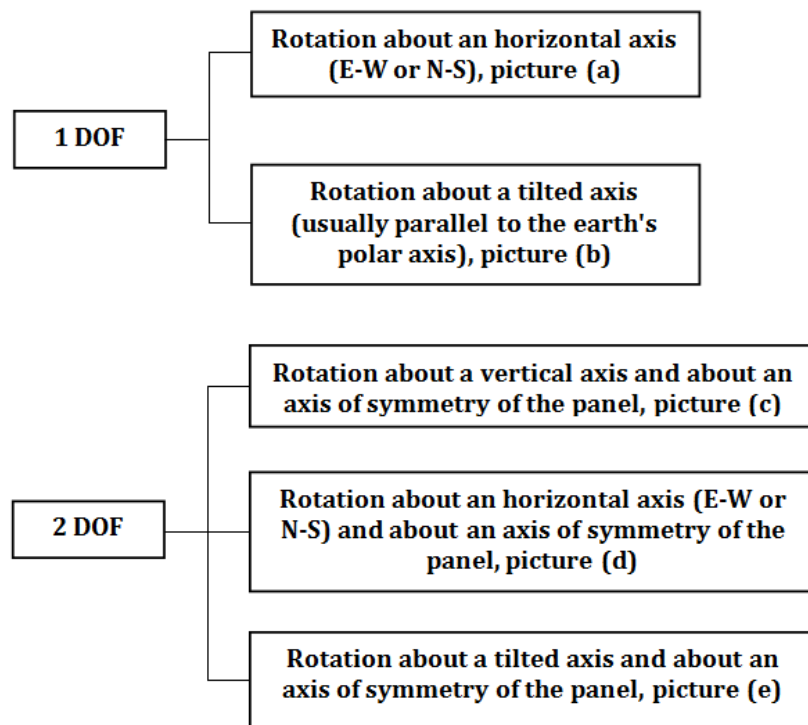 Rotation about an horizontal axis
(E-W or N-S), picture (a)
1 DOF
Rotation about a tilted axis
(usually parallel to the earth's
polar axis), picture (b)
Rotation about a vertical axis and about an
axis of symmetry of the panel, picture (c)
2 DOF
Rotation about an horizontal axis (E-W or
N-S) and about an axis of symmetry of the
panel, picture (d)
Rotation about a tilted axis and about an
axis of symmetry of the panel, picture (e)